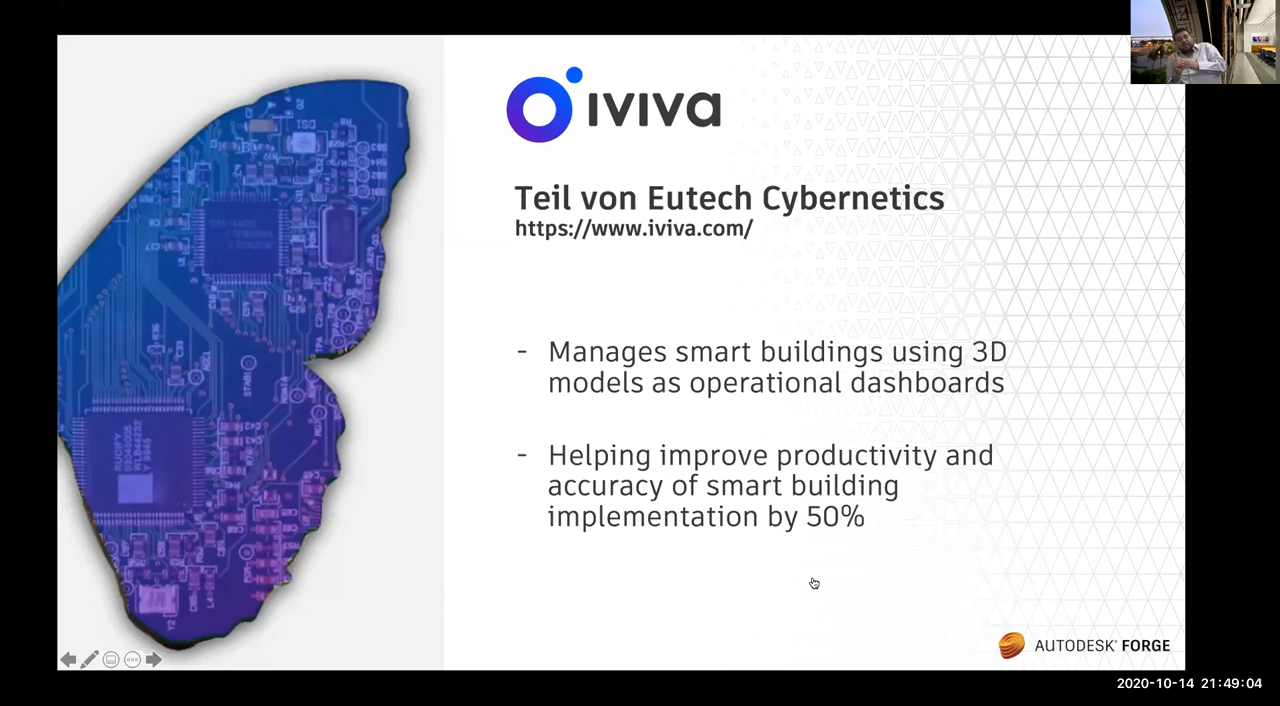 iviva
Teil von Eutech Cybernetics
https://www.iviva.com/
- Manages smart buildings using 3D
models as operational dashboards
- Helping improve productivity and
accuracy of smart building
implementation by 50%
AUTODESK® FORGE
2020-10-14 21:49:04